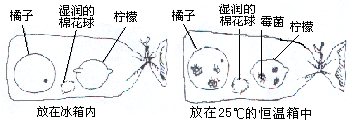 橘子
湿润的
棉花球
柠檬
放在冰箱内
橘子
湿润的
棉花球
霉菌
柠檬
放在25℃的恒温箱中